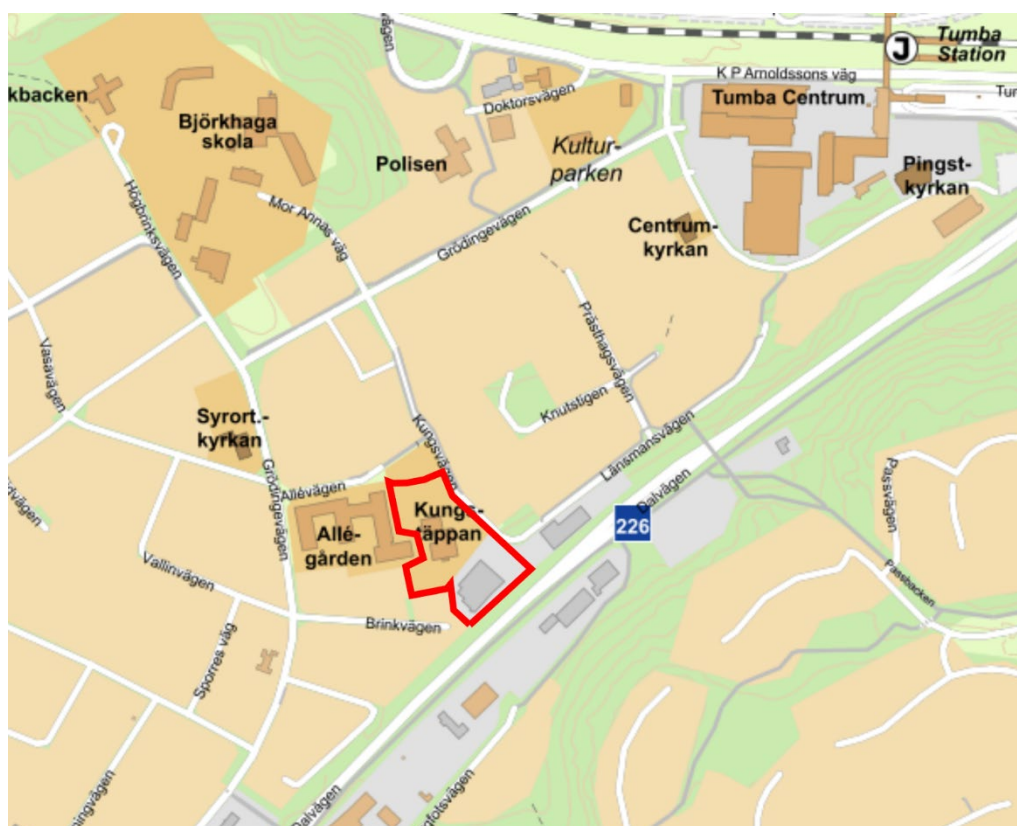 Tumba
Station
J
K P Arnoldssons väg
Tumba Centrum
kbacken
Björkhaga
skola
Doktorsvägen
Polisen
Kultur-
parken
Pingst-
kyrkan
Högbrinksvägen
Mor Annas väg
Grödingevägen
Centrum-
kyrkan
Prästhagsvägen
Vasavägen
Knutstigen
Syrort.-
kyrkan
Kungsvägen
Länsmansvägen
Grödingevägen
Allévägen
Kungs-
täppan
Dalvägen
226
Passvägen
Allé-
gården
Vallinvägen
Passbacken
Brinkvägen
Sporres väg
Dalvägen